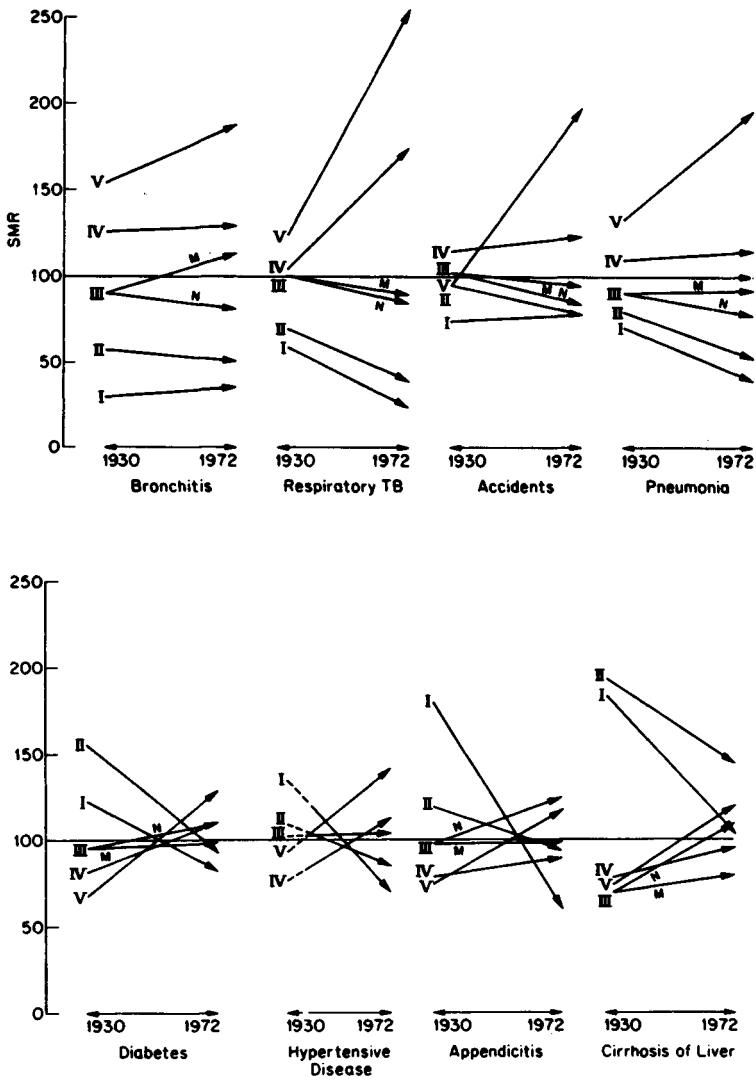 250
200
150
100
50
0
SMR
V
IV
III
II
I
M
N
V
IV
III
II
I
M
N
IV
III
V
II
I
M N
V
IV
III
II
I
M
N
1930 1972
Bronchitis
1930 1972
Respiratory TB
1930 1972
Accidents
1930 1972
Pneumonia
250
200
150
100
50
0
II
I
III
IV
V
N
M
I
II
III
V
IV
I
II
III
IV
V
N
M
II
I
IV
V
III
N
M
1930 1972
Diabetes
1930 1972
Hypertensive
Disease
1930 1972
Appendicitis
1930 1972
Cirrhosis of Liver